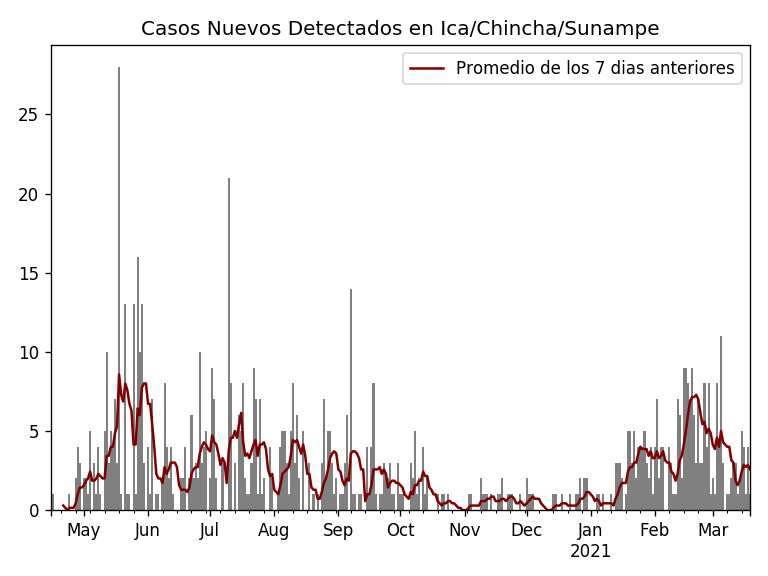 Casos Nuevos Detectados en Ica/Chincha/Sunampe
Promedio de los 7 dias anteriores
25
20
15
10
5
0
May Jun Jul Aug Sep Oct Nov Dec Jan Feb Mar
2021